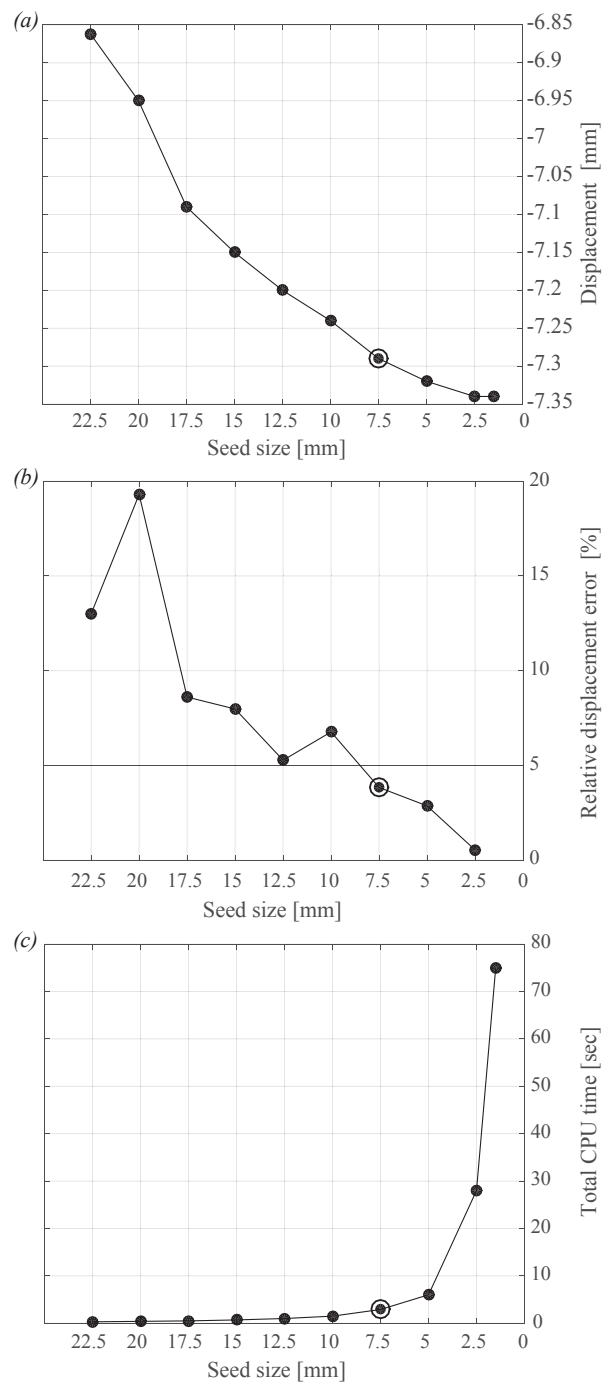 (a)
-6.85
-6.9
-6.95
-7
-7.05
-7.1
-7.15
-7.2
-7.25
-7.3
-7.35
Displacement [mm]
22.5 20 17.5 15 12.5 10 7.5 5 2.5 0
Seed size [mm]
(b)
20
15
10
5
0
Relative displacement error [%]
22.5 20 17.5 15 12.5 10 7.5 5 2.5 0
Seed size [mm]
(c)
80
70
60
50
40
30
20
10
0
Total CPU time [sec]
22.5 20 17.5 15 12.5 10 7.5 5 2.5 0
Seed size [mm]